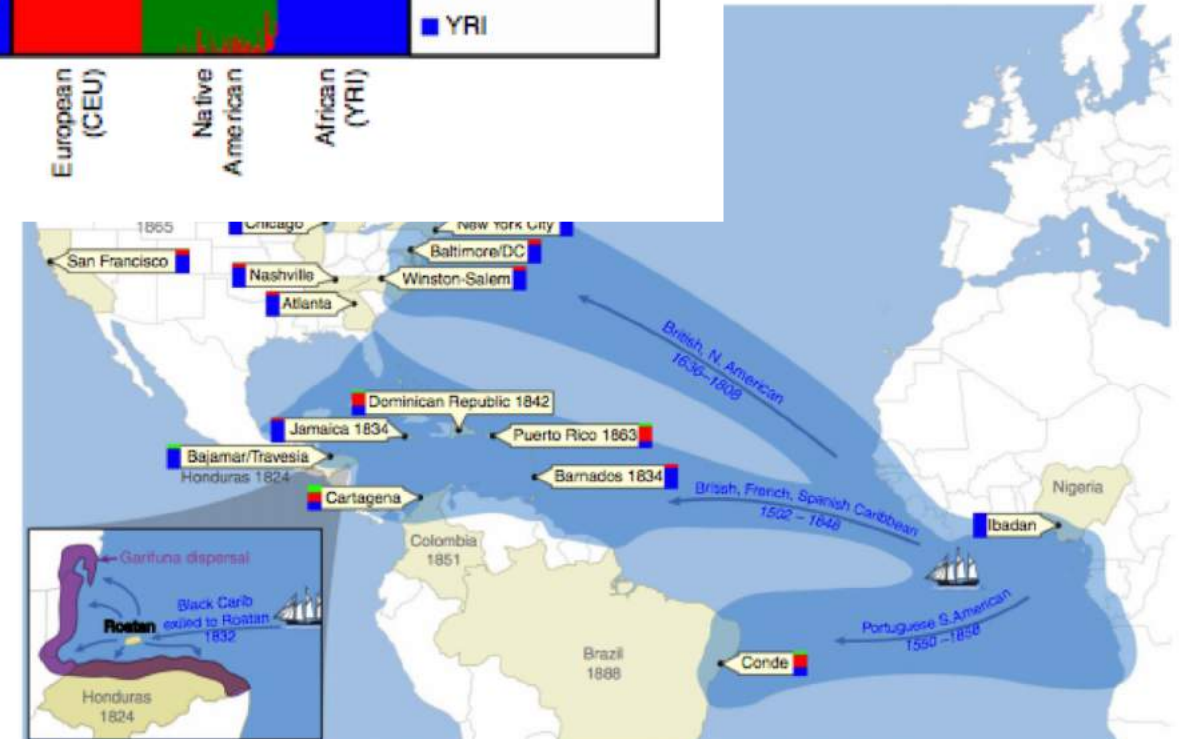 YRI
European
(CEU)
Native
American
African
(YRI)
1865
Chicago
New York City
San Francisco
Baltimore/DC
Nashville
Winston-Salem
Atlanta
British, N. American
1636–1808
Dominican Republic 1842
Jamaica 1834
Puerto Rico 1863
Bajamar/Travesia
Honduras 1824
Barnados 1834
Cartagena
British, French, Spanish Caribbean
1502 – 1848
Nigeria
Ibadan
Colombia
1851
Garifuna dispersal
Black Carib
Roatan exiled to Roatan
1832
Portuguese S.American
1550 –1858
Brazil
1888
Conde
Honduras
1824